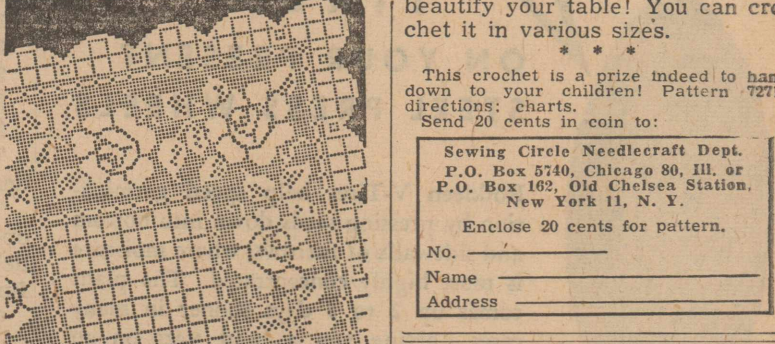 beautify your table! You can cro
chet it in various sizes.
* * *
This crochet is a prize indeed to han
down to your children! Pattern 727
directions; charts.
Send 20 cents in coin to:
Sewing Circle Needlecraft Dept.
P.O. Box 5740, Chicago 80, Ill. or
P.O. Box 162, Old Chelsea Station,
New York 11, N. Y.
Enclose 20 cents for pattern.
No.
Name
Address